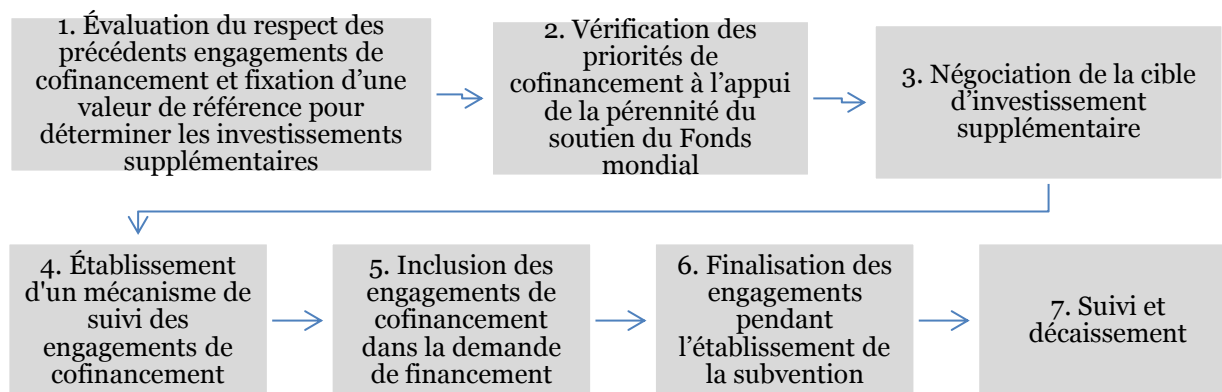 1. Évaluation du respect des
précédents engagements de
cofinancement et fixation d’une
valeur de référence pour
déterminer les investissements
supplémentaires
2. Vérification des
priorités de
cofinancement à l’appui
de la pérennité du
soutien du Fonds
mondial
3. Négociation de la cible
d’investissement
supplémentaire
4. Établissement
d'un mécanisme de
suivi des
engagements de
cofinancement
5. Inclusion des
engagements de
cofinancement
dans la demande
de financement
6. Finalisation des
engagements
pendant
l’établissement de
la subvention
7. Suivi et
décaissement